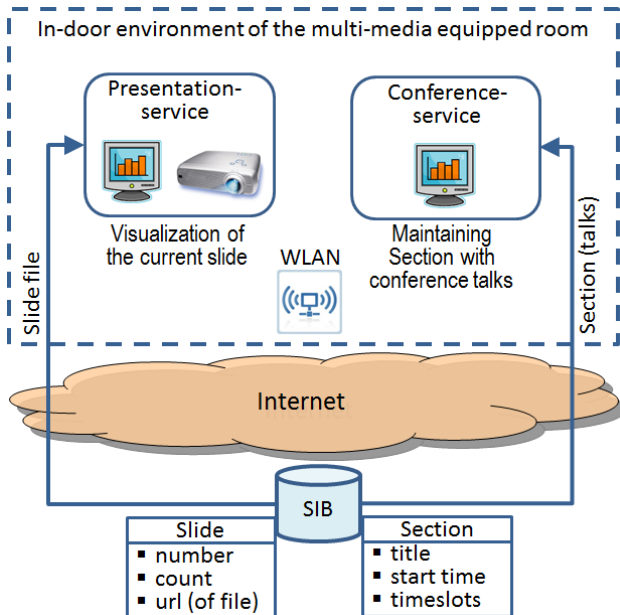 In-door environment of the multi-media equipped room
Presentation-
service
Conference-
service
Visualization of
the current slide
WLAN
Maintaining
Section with
conference talks
Slide file
Section (talks)
Internet
SIB
Slide
▪ number
▪ count
▪ url (of file)
Section
▪ title
▪ start time
▪ timeslots